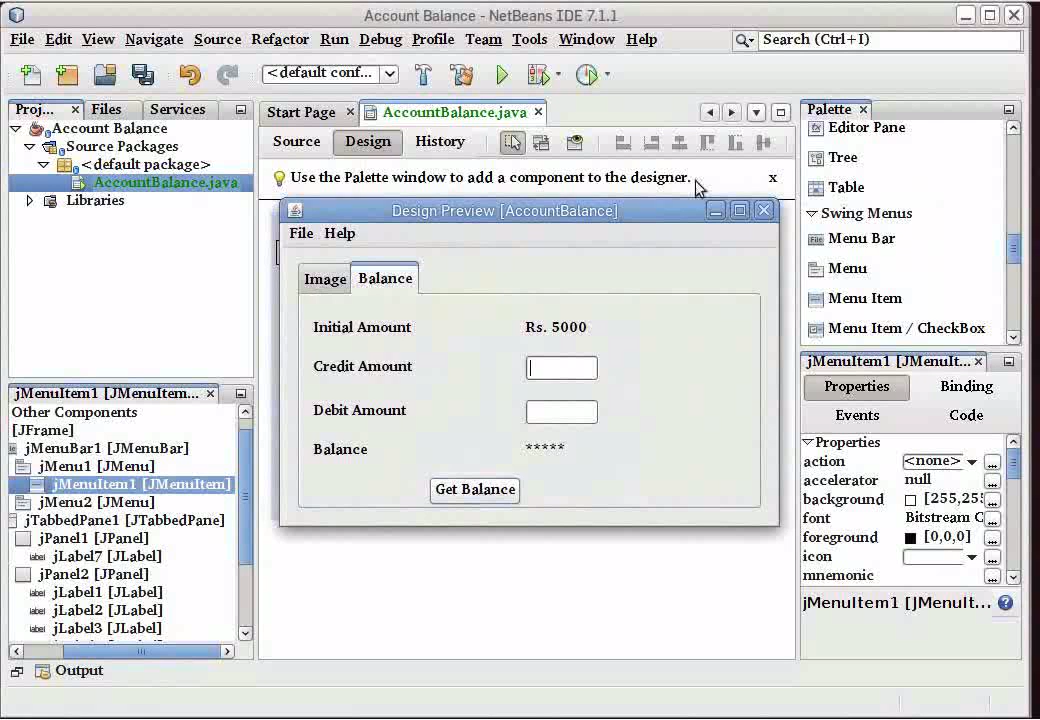 Account Balance - NetBeans IDE 7.1.1
File Edit View Navigate Source Refactor Run Debug Profile Team Tools Window Help
Search (Ctrl+I)
<default conf...
Proj... × Files Services
Account Balance
Source Packages
<default package>
AccountBalance.java
Libraries
Start Page × AccountBalance.java ×
Source Design History
Use the Palette window to add a component to the designer. x
Design Preview [AccountBalance]
File Help
Image Balance
Initial Amount Rs. 5000
Credit Amount
Debit Amount
Balance *****
Get Balance
Palette ×
Editor Pane
Tree
Table
Swing Menus
Menu Bar
Menu
Menu Item
Menu Item / CheckBox
jMenuItem1 [JMenuItem... ×
Other Components
[JFrame]
jMenuBar1 [JMenuBar]
jMenu1 [JMenu]
jMenuItem1 [JMenuItem]
jMenu2 [JMenu]
jTabbedPane1 [JTabbedPane]
jPanel1 [JPanel]
label jLabel7 [JLabel]
jPanel2 [JPanel]
label jLabel1 [JLabel]
label jLabel2 [JLabel]
label jLabel3 [JLabel]
jMenuItem1 [JMenuIt... ×
Properties Binding
Events Code
Properties
action <none> ...
accelerator null ...
background [255,255 ...
font Bitstream C ...
foreground [0,0,0] ...
icon ...
mnemonic ...
jMenuItem1 [JMenuIt... ?
Output